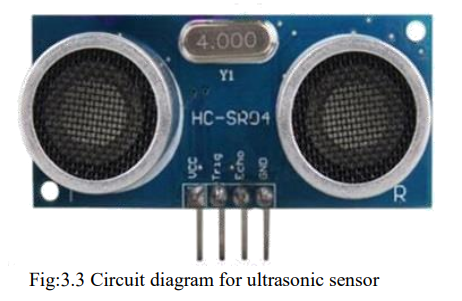 4.000
Y1
HC-SR04
VCC Trig Echo GND
T R
Fig:3.3 Circuit diagram for ultrasonic sensor